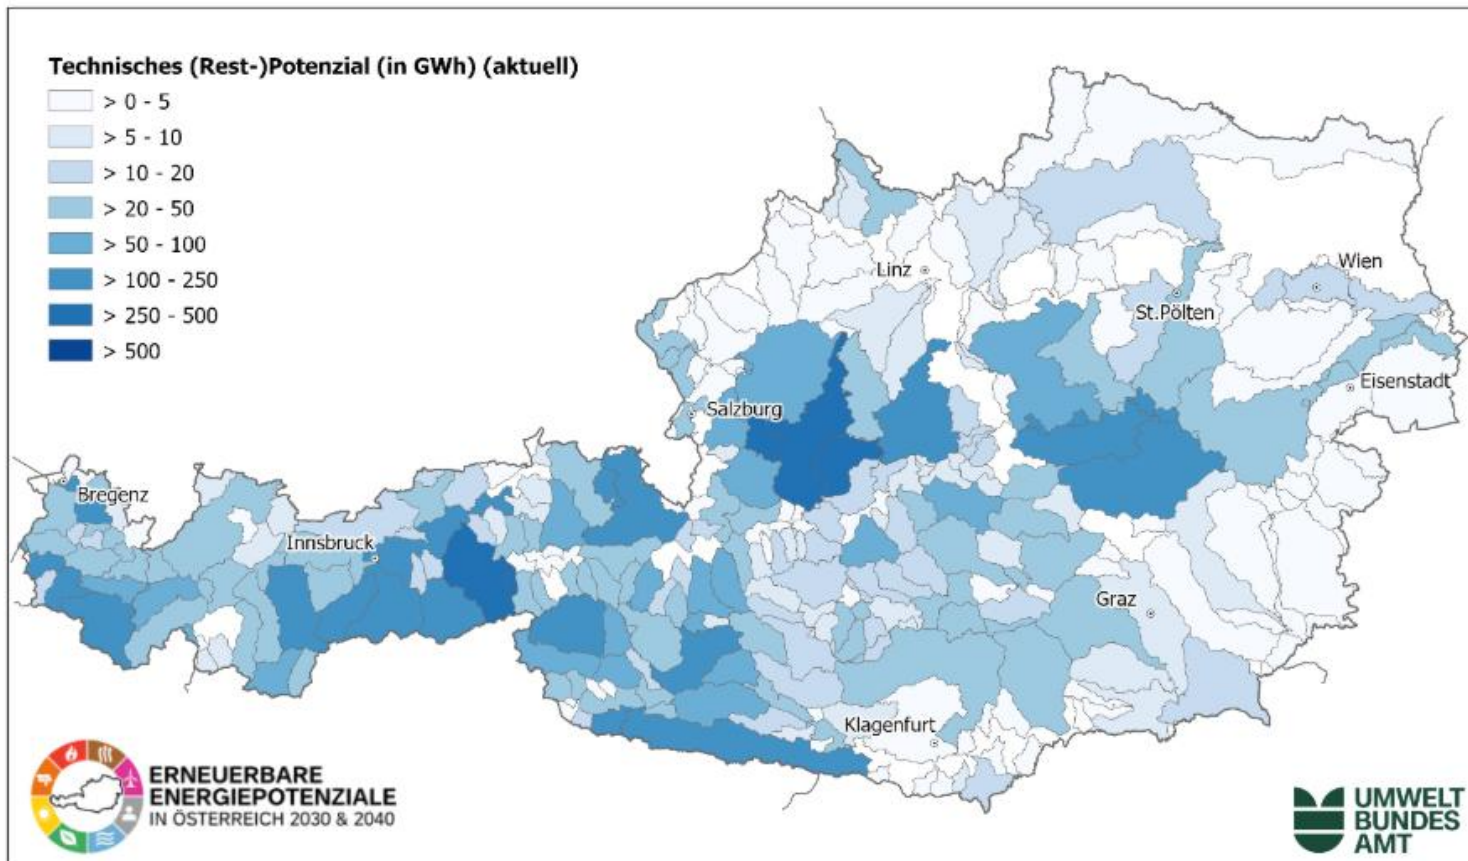 Technisches (Rest-)Potenzial (in GWh) (aktuell)
> 0 - 5
> 5 - 10
> 10 - 20
> 20 - 50
> 50 - 100
> 100 - 250
> 250 - 500
> 500
Linz
Wien
St.Pölten
Eisenstadt
Salzburg
Bregenz
Innsbruck
Graz
Klagenfurt
ERNEUERBARE
ENERGIEPOTENZIALE
IN ÖSTERREICH 2030 & 2040
UMWELT
BUNDES
AMT